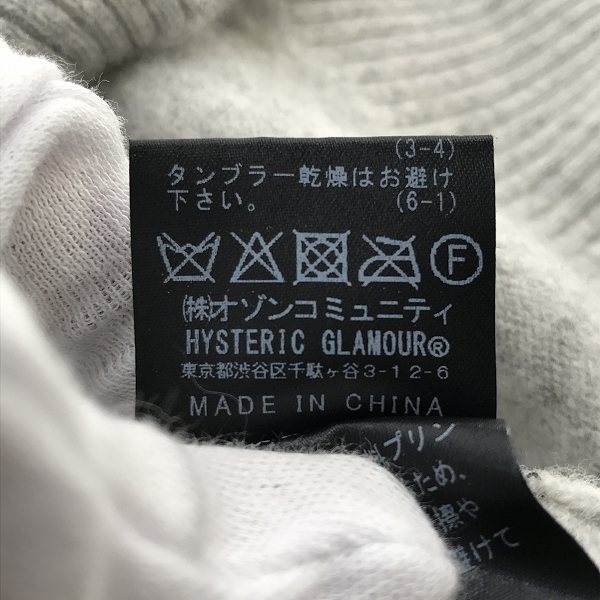 (3-4)
タンブラー乾燥はお避け
下さい。 (6-1)
F
㈱オゾンコミュニティ
HYSTERIC GLAMOUR®
東京都渋谷区千駄ヶ谷3-12-6
MADE IN CHINA
プリン
ため、
擦や
避けて